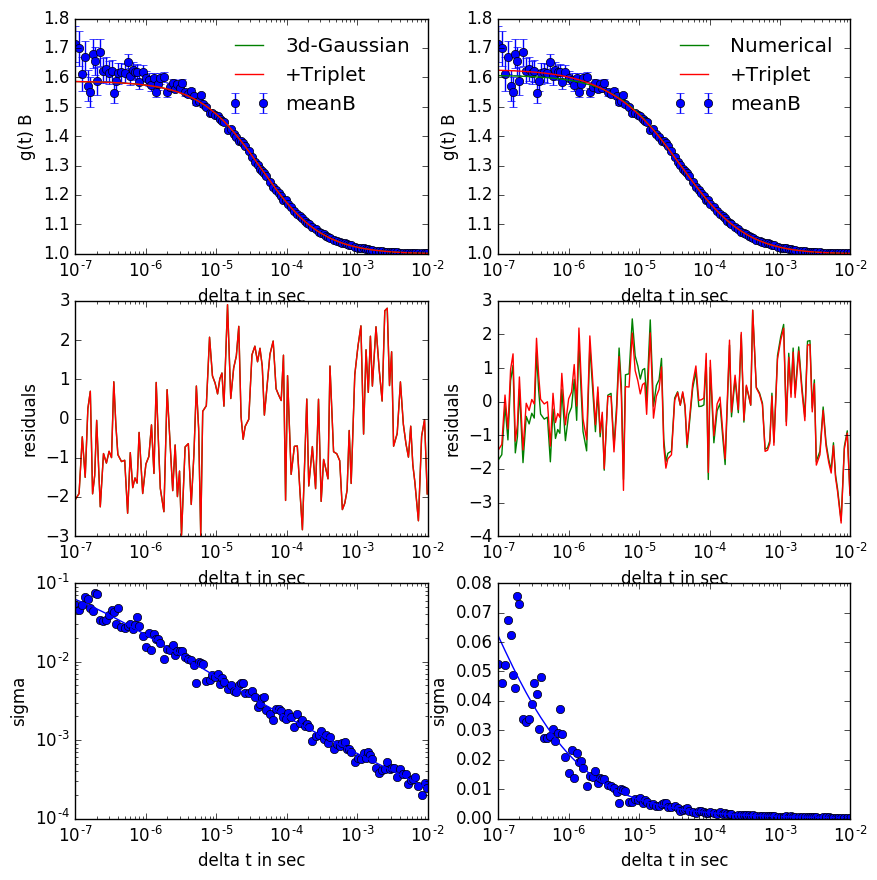 1.8
1.7
1.6
1.5
1.4
1.3
1.2
1.1
1.0
g(t) B
3d-Gaussian
+Triplet
meanB
10^-7 10^-6 10^-5 10^-4 10^-3 10^-2
delta t in sec
1.8
1.7
1.6
1.5
1.4
1.3
1.2
1.1
1.0
g(t) B
Numerical
+Triplet
meanB
10^-7 10^-6 10^-5 10^-4 10^-3 10^-2
delta t in sec
3
2
1
0
−1
−2
−3
residuals
10^-7 10^-6 10^-5 10^-4 10^-3 10^-2
delta t in sec
3
2
1
0
−1
−2
−3
−4
residuals
10^-7 10^-6 10^-5 10^-4 10^-3 10^-2
delta t in sec
10^-1
10^-2
10^-3
10^-4
sigma
10^-7 10^-6 10^-5 10^-4 10^-3 10^-2
delta t in sec
0.08
0.07
0.06
0.05
0.04
0.03
0.02
0.01
0.00
sigma
10^-7 10^-6 10^-5 10^-4 10^-3 10^-2
delta t in sec